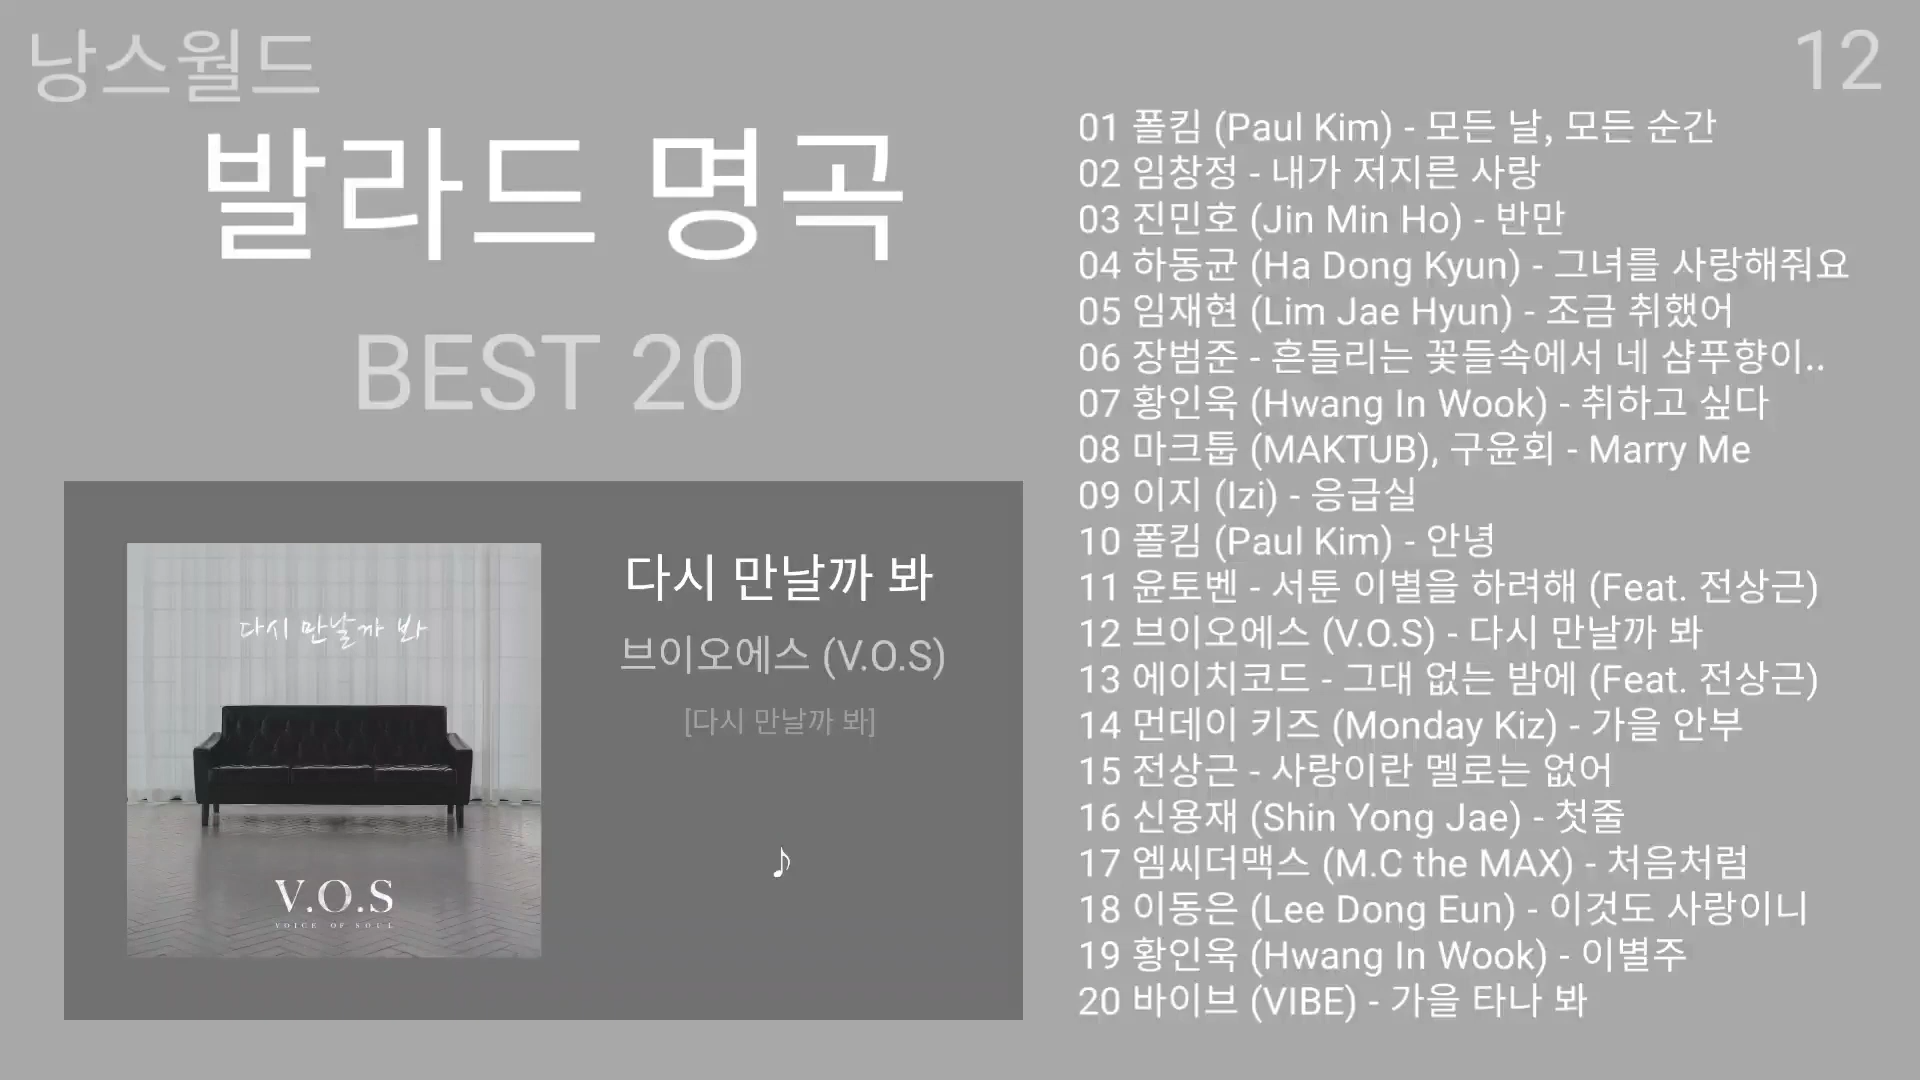 낭스월드
12
발라드 명곡
BEST 20
다시 만날까 봐
V.O.S
VOICE OF SOUL
다시 만날까 봐
브이오에스 (V.O.S)
[다시 만날까 봐]
♪
01 폴킴 (Paul Kim) - 모든 날, 모든 순간
02 임창정 - 내가 저지른 사랑
03 진민호 (Jin Min Ho) - 반만
04 하동균 (Ha Dong Kyun) - 그녀를 사랑해줘요
05 임재현 (Lim Jae Hyun) - 조금 취했어
06 장범준 - 흔들리는 꽃들속에서 네 샴푸향이..
07 황인욱 (Hwang In Wook) - 취하고 싶다
08 마크툽 (MAKTUB), 구윤회 - Marry Me
09 이지 (Izi) - 응급실
10 폴킴 (Paul Kim) - 안녕
11 윤토벤 - 서툰 이별을 하려해 (Feat. 전상근)
12 브이오에스 (V.O.S) - 다시 만날까 봐
13 에이치코드 - 그대 없는 밤에 (Feat. 전상근)
14 먼데이 키즈 (Monday Kiz) - 가을 안부
15 전상근 - 사랑이란 멜로는 없어
16 신용재 (Shin Yong Jae) - 첫줄
17 엠씨더맥스 (M.C the MAX) - 처음처럼
18 이동은 (Lee Dong Eun) - 이것도 사랑이니
19 황인욱 (Hwang In Wook) - 이별주
20 바이브 (VIBE) - 가을 타나 봐